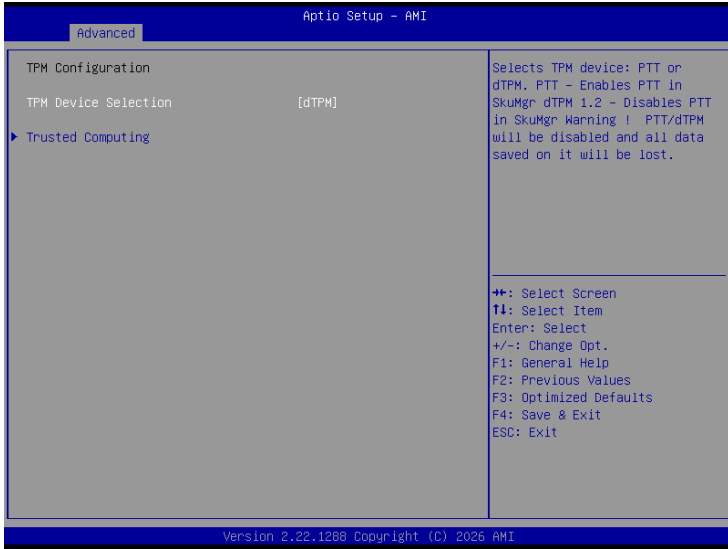 Aptio Setup - AMI
Advanced
TPM Configuration
TPM Device Selection [dTPM]
Trusted Computing
Selects TPM device: PTT or
dTPM. PTT - Enables PTT in
SkuMgr dTPM 1.2 - Disables PTT
in SkuMgr Warning ! PTT/dTPM
will be disabled and all data
saved on it will be lost.
→←: Select Screen
↑↓: Select Item
Enter: Select
+/-: Change Opt.
F1: General Help
F2: Previous Values
F3: Optimized Defaults
F4: Save & Exit
ESC: Exit
Version 2.22.1288 Copyright (C) 2026 AMI